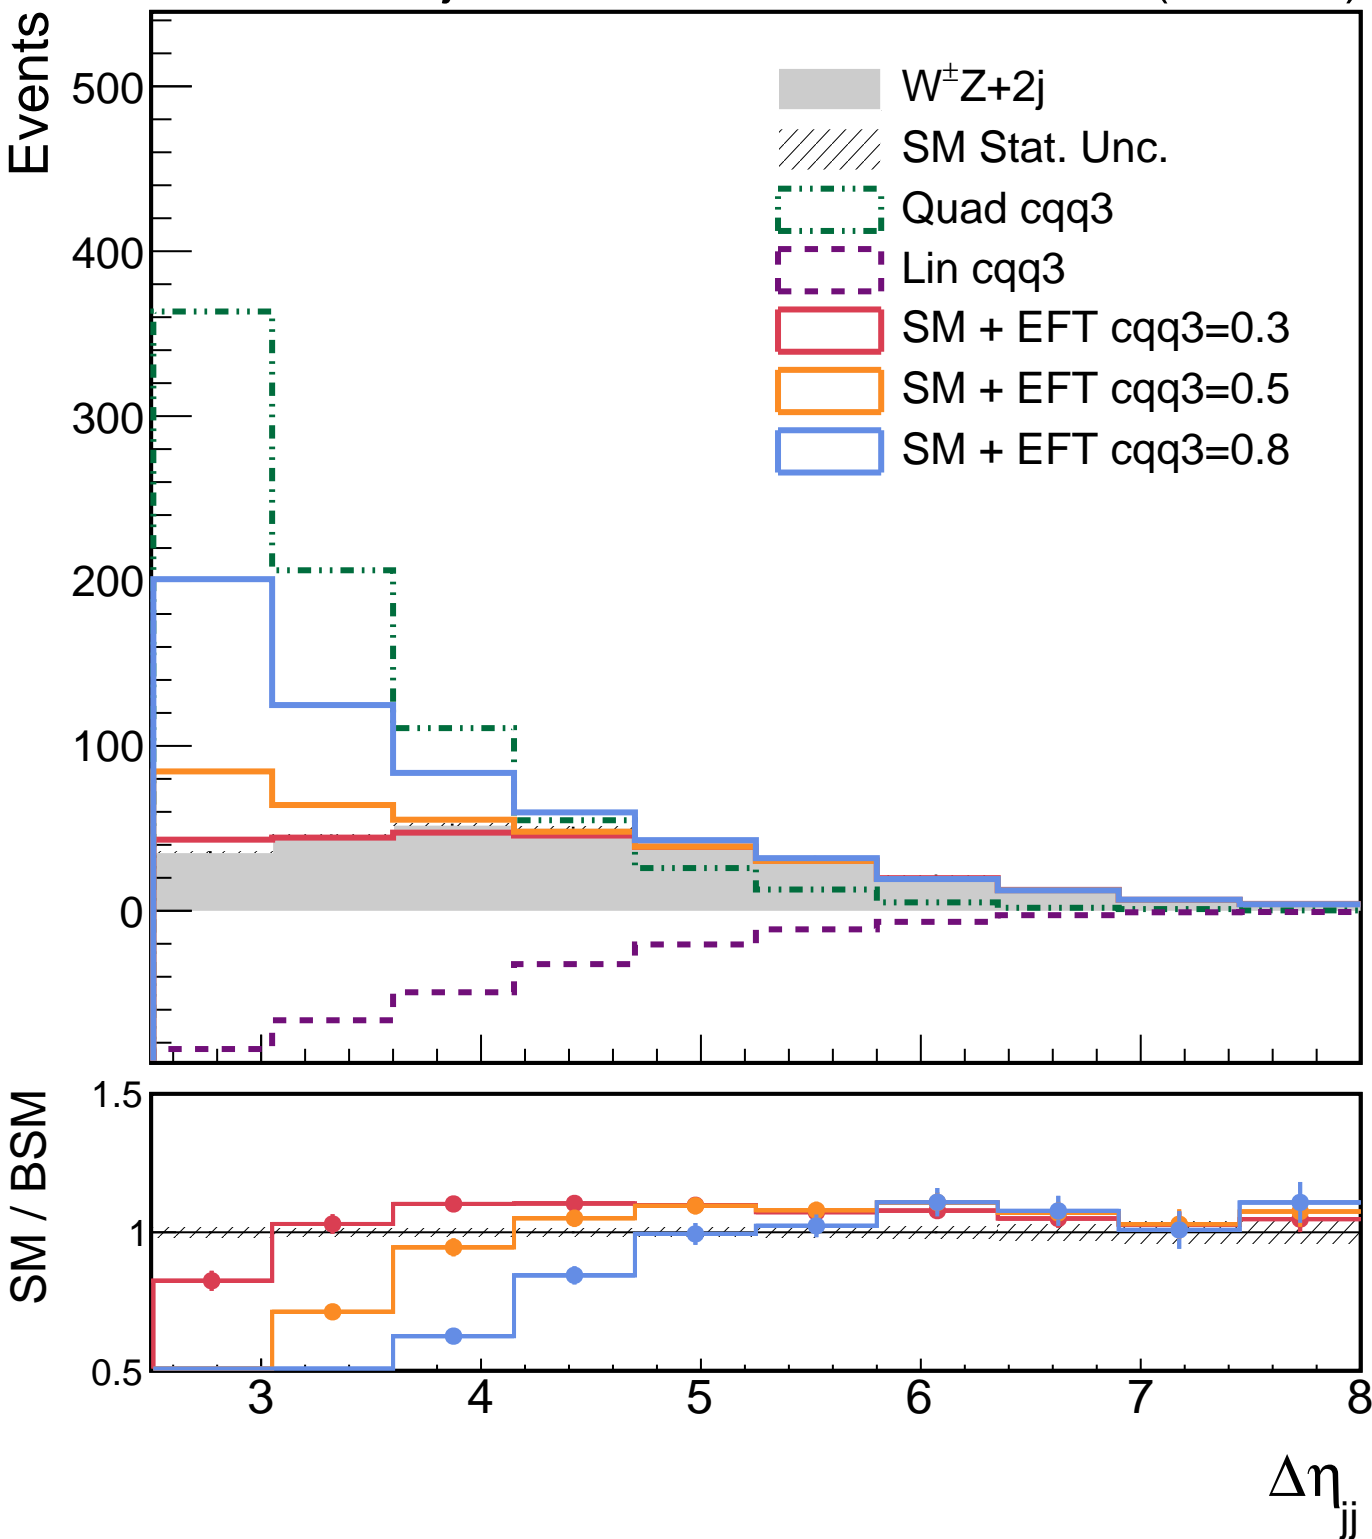 Events
500
400
300
200
100
0
W±Z+2j
SM Stat. Unc.
Quad cqq3
Lin cqq3
SM + EFT cqq3=0.3
SM + EFT cqq3=0.5
SM + EFT cqq3=0.8
SM / BSM
1.5
1
0.5
3 4 5 6 7 8
Δηjj